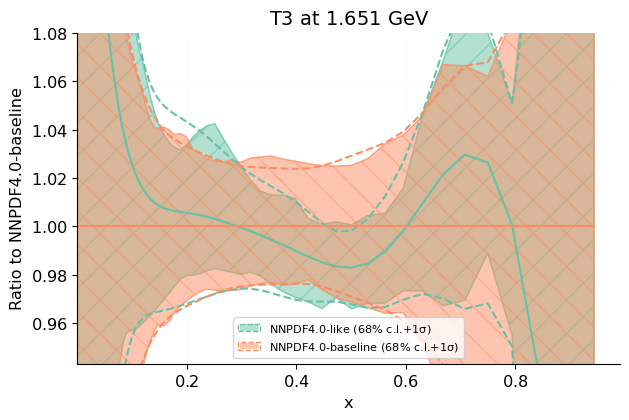 T3 at 1.651 GeV
1.08
1.06
1.04
1.02
1.00
0.98
0.96
Ratio to NNPDF4.0-baseline
NNPDF4.0-like (68% c.l.+1σ)
NNPDF4.0-baseline (68% c.l.+1σ)
0.2 0.4 0.6 0.8
x